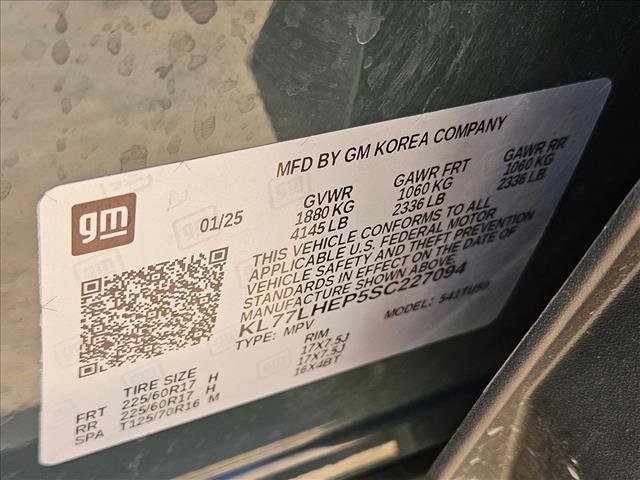 MFD BY GM KOREA COMPANY
gm
01/25 GVWR GAWR FRT GAWR RR
1880 KG 1060 KG 1060 KG
4145 LB 2336 LB 2336 LB
THIS VEHICLE CONFORMS TO ALL
APPLICABLE U.S. FEDERAL MOTOR
VEHICLE SAFETY AND THEFT PREVENTION
STANDARDS IN EFFECT ON THE DATE OF
MANUFACTURE SHOWN ABOVE.
KL77LHEP5SC227094
TYPE: MPV MODEL: 541TU50
TIRE SIZE RIM
FRT 225/60R17 H 17X7.5J
RR 225/60R17 H 17X7.5J
SPA T125/70R16 M 16X4BT